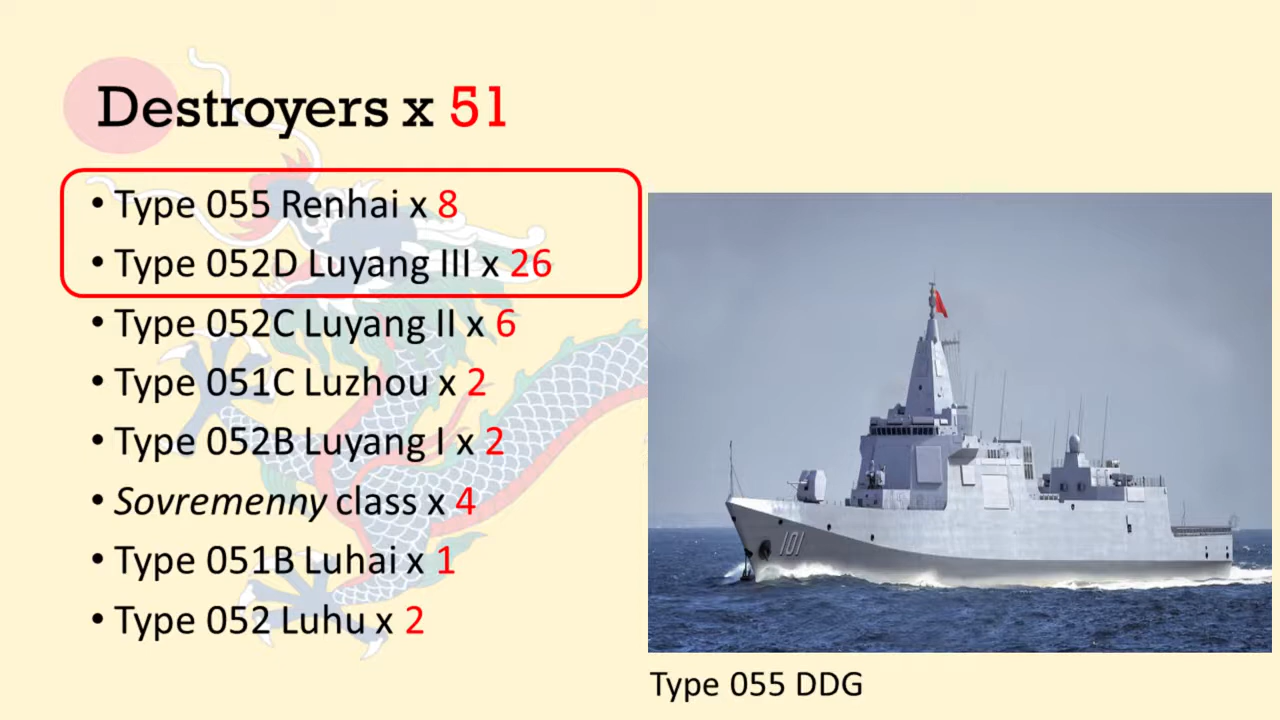 Destroyers x 51
• Type 055 Renhai x 8
• Type 052D Luyang III x 26
• Type 052C Luyang II x 6
• Type 051C Luzhou x 2
• Type 052B Luyang I x 2
• Sovremenny class x 4
• Type 051B Luhai x 1
• Type 052 Luhu x 2
101
Type 055 DDG